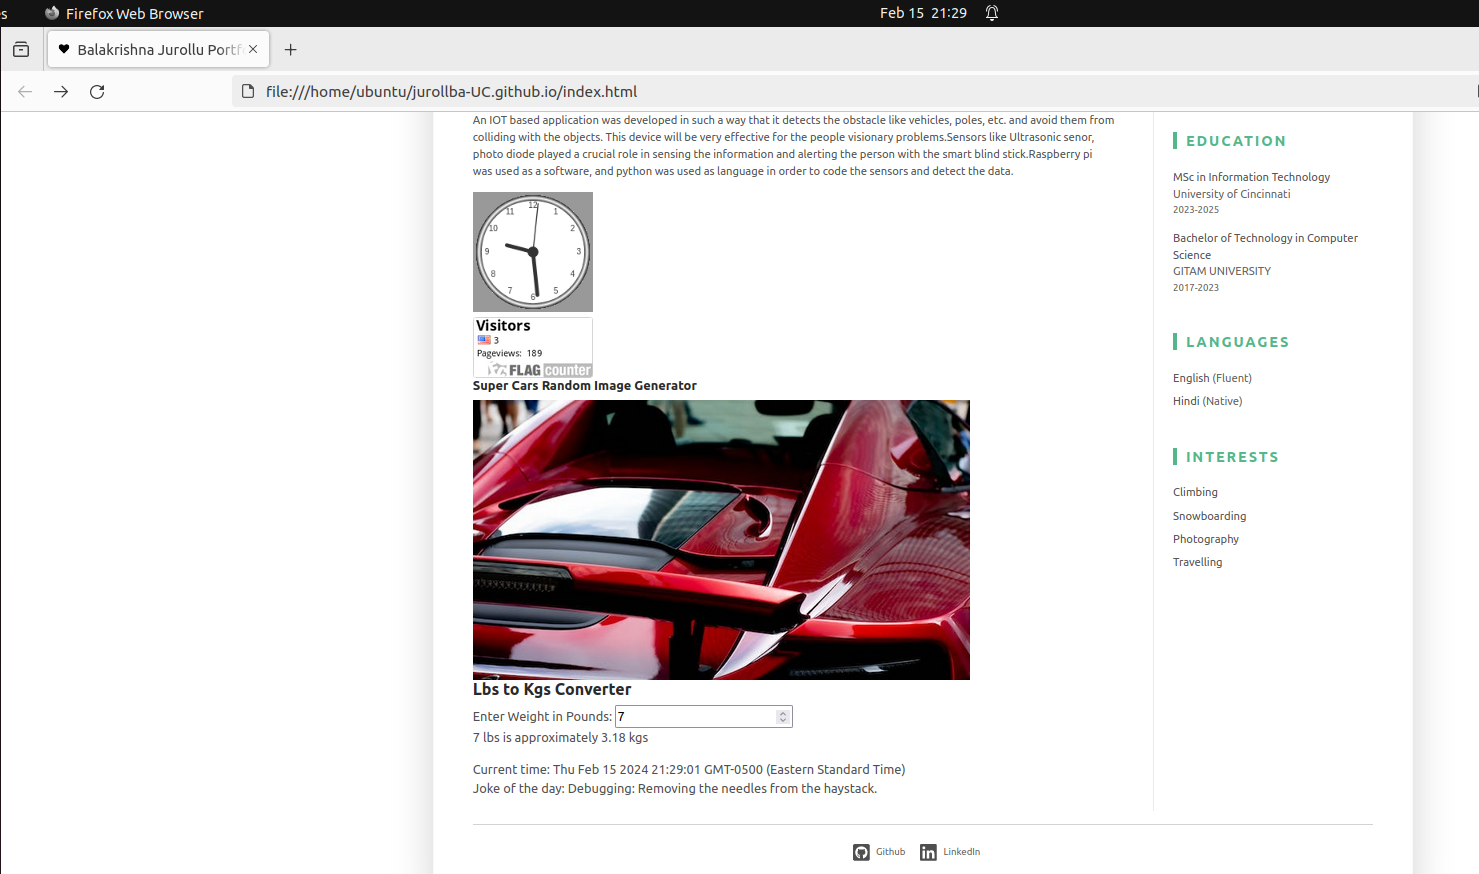 s
Firefox Web Browser
Feb 15 21:29
Balakrishna Jurollu Portf
file:///home/ubuntu/jurollba-UC.github.io/index.html
An IOT based application was developed in such a way that it detects the obstacle like vehicles, poles, etc. and avoid them from
colliding with the objects. This device will be very effective for the people visionary problems.Sensors like Ultrasonic senor,
photo diode played a crucial role in sensing the information and alerting the person with the smart blind stick.Raspberry pi
was used as a software, and python was used as language in order to code the sensors and detect the data.
12
1
2
3
4
5
6
7
8
9
10
11
Visitors
3
Pageviews: 189
FLAG counter
Super Cars Random Image Generator
Lbs to Kgs Converter
Enter Weight in Pounds: 7
7 lbs is approximately 3.18 kgs
Current time: Thu Feb 15 2024 21:29:01 GMT-0500 (Eastern Standard Time)
Joke of the day: Debugging: Removing the needles from the haystack.
EDUCATION
MSc in Information Technology
University of Cincinnati
2023-2025
Bachelor of Technology in Computer
Science
GITAM UNIVERSITY
2017-2023
LANGUAGES
English (Fluent)
Hindi (Native)
INTERESTS
Climbing
Snowboarding
Photography
Travelling
Github
LinkedIn